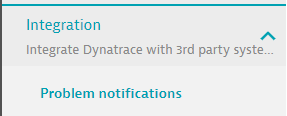 Integration
Integrate Dynatrace with 3rd party syste...
Problem notifications